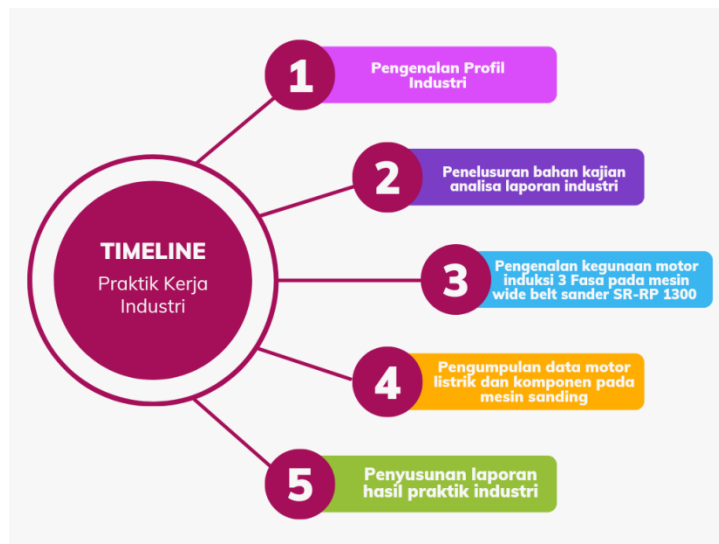 TIMELINE
Praktik Kerja
Industri
1
Pengenalan Profil
Industri
2
Penelusuran bahan kajian
analisa laporan industri
3
Pengenalan kegunaan motor
induksi 3 Fasa pada mesin
wide belt sander SR-RP 1300
4
Pengumpulan data motor
listrik dan komponen pada
mesin sanding
5
Penyusunan laporan
hasil praktik industri